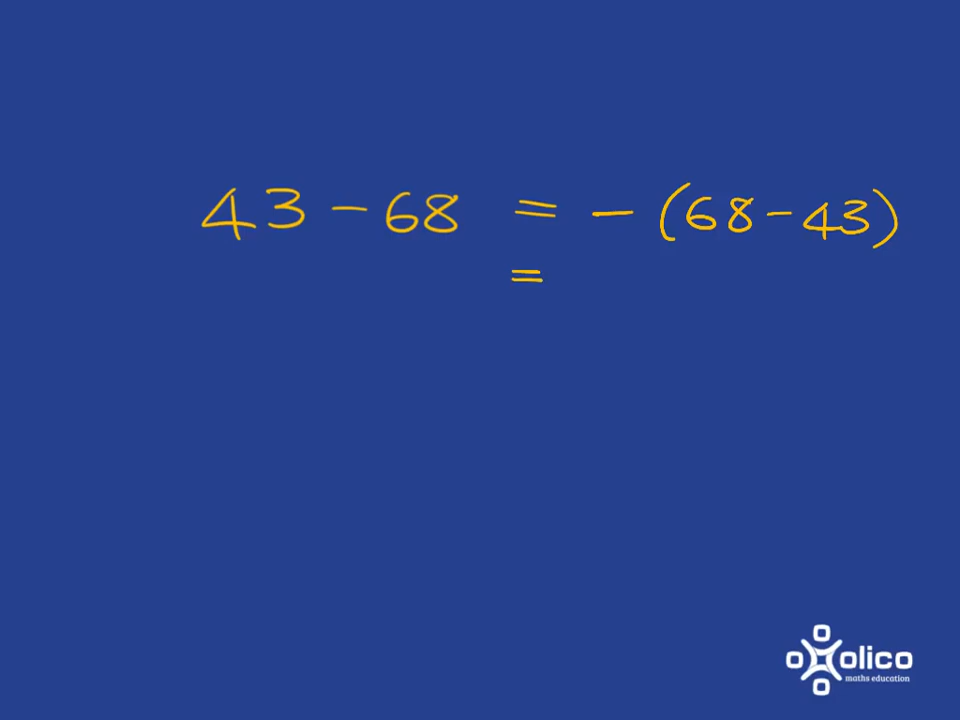 43 - 68 = - (68 - 43)
=
olico
maths education